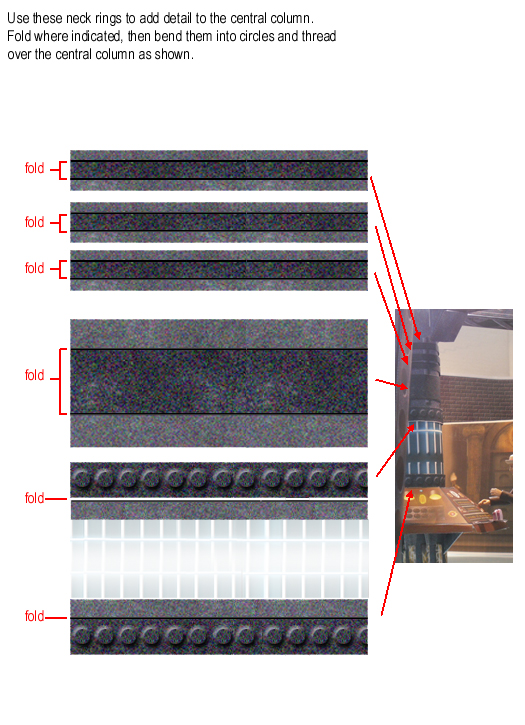 Use these neck rings to add detail to the central column.
Fold where indicated, then bend them into circles and thread
over the central column as shown.
fold
fold
fold
fold
fold
fold